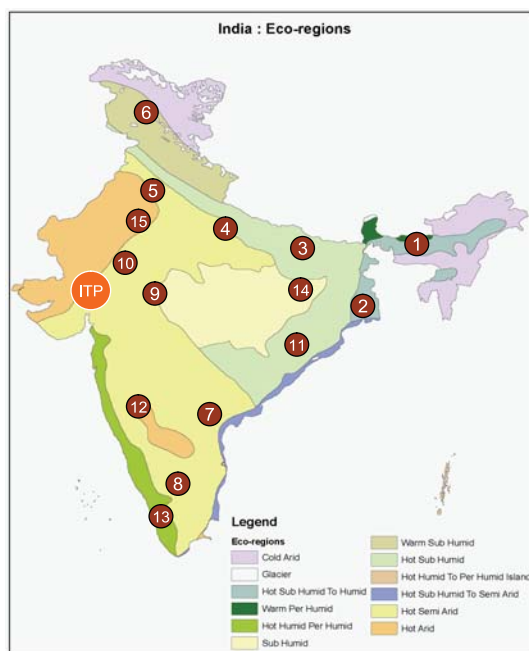 India : Eco-regions
6
5
15
4
3
1
10
ITP
9
14
2
11
12
7
8
13
Legend
Eco-regions
Cold Arid
Glacier
Hot Sub Humid To Humid
Warm Per Humid
Hot Humid Per Humid
Sub Humid
Warm Sub Humid
Hot Sub Humid
Hot Humid To Per Humid Island
Hot Sub Humid To Semi Arid
Hot Semi Arid
Hot Arid